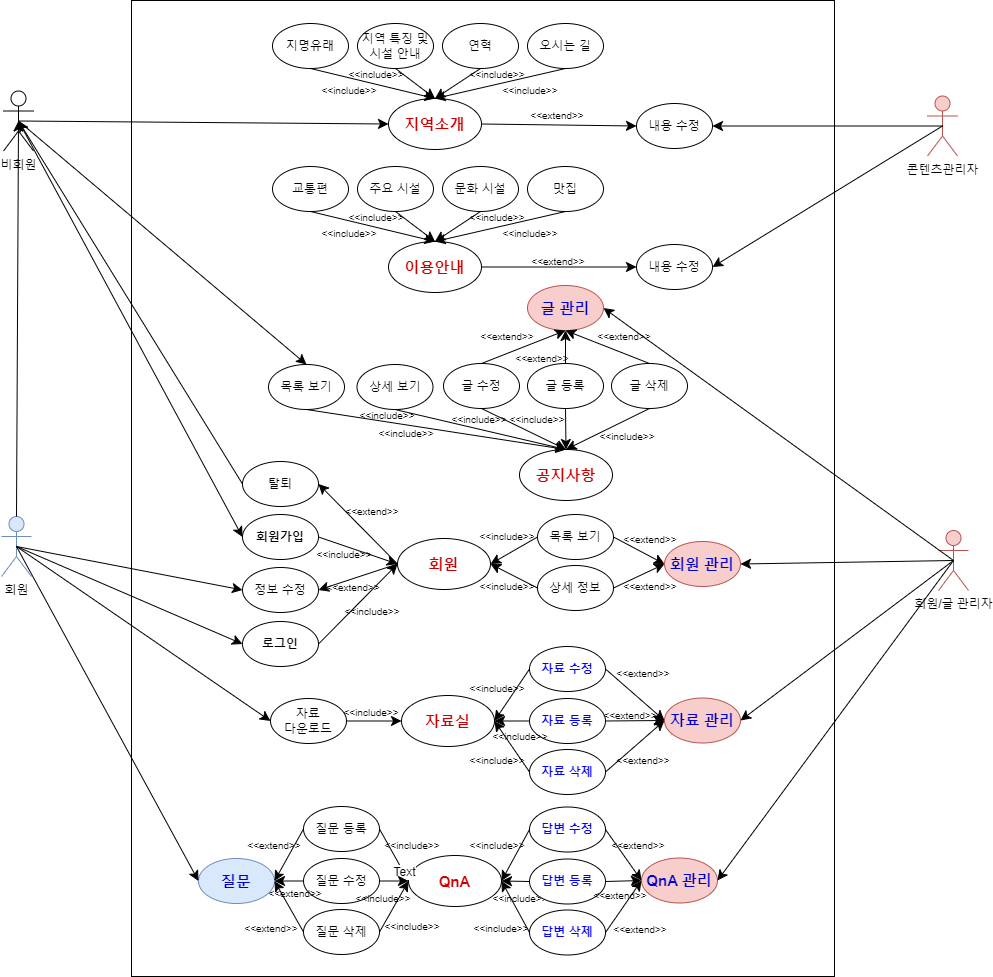 지명유래
지역 특징 및
시설 안내
연혁
오시는 길
<<include>>
<<include>>
<<include>>
<<include>>
지역소개
<<extend>>
내용 수정
비회원
콘텐츠관리자
교통편
주요 시설
문화 시설
맛집
<<include>>
<<include>>
<<include>>
<<include>>
이용안내
<<extend>>
내용 수정
글 관리
<<extend>>
<<extend>>
<<extend>>
목록 보기
상세 보기
글 수정
글 등록
글 삭제
<<include>>
<<include>>
<<include>>
<<include>>
<<include>>
공지사항
탈퇴
<<extend>>
회원가입
<<include>>
정보 수정
<<extend>>
로그인
<<include>>
회원
회원
목록 보기
상세 정보
<<include>>
<<include>>
<<extend>>
<<extend>>
회원 관리
회원/글 관리자
자료
다운로드
<<include>>
자료실
자료 수정
자료 등록
자료 삭제
<<include>>
<<include>>
<<include>>
<<extend>>
<<extend>>
<<extend>>
자료 관리
질문
질문 등록
질문 수정
질문 삭제
<<extend>>
<<extend>>
<<extend>>
<<include>>
Text
<<include>>
<<include>>
QnA
답변 수정
답변 등록
답변 삭제
<<include>>
<<include>>
<<include>>
<<extend>>
<<extend>>
<<extend>>
QnA 관리